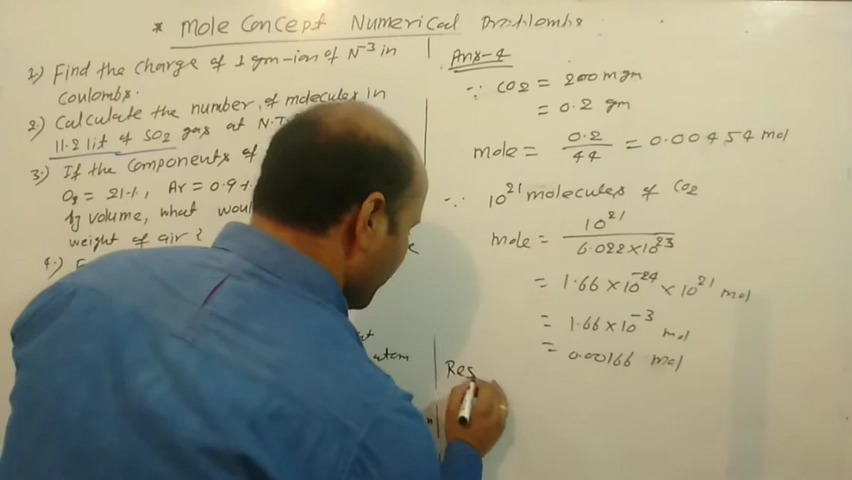 * Mole Concept Numerical Problombs
1.) Find the charge of 1 gm-ion of N⁻³ in
coulombs.
2.) Calculate the number of molecules in
11.2 lit of SO2 gas at N.T
3.) If the components of
= 21%, Ar = 0.9%
by volume, what
weight of air?
4.)
atom
Ans-4
∵ CO2 = 200 mgm
= 0.2 gm
mole = 0.2/44 = 0.00454 mol
∵ 10²¹ molecules of CO2
mole = 10²¹/6.022×10²³
= 1.66×10⁻²⁴ × 10²¹ mol
= 1.66×10⁻³ mol
= 0.00166 mol
Res